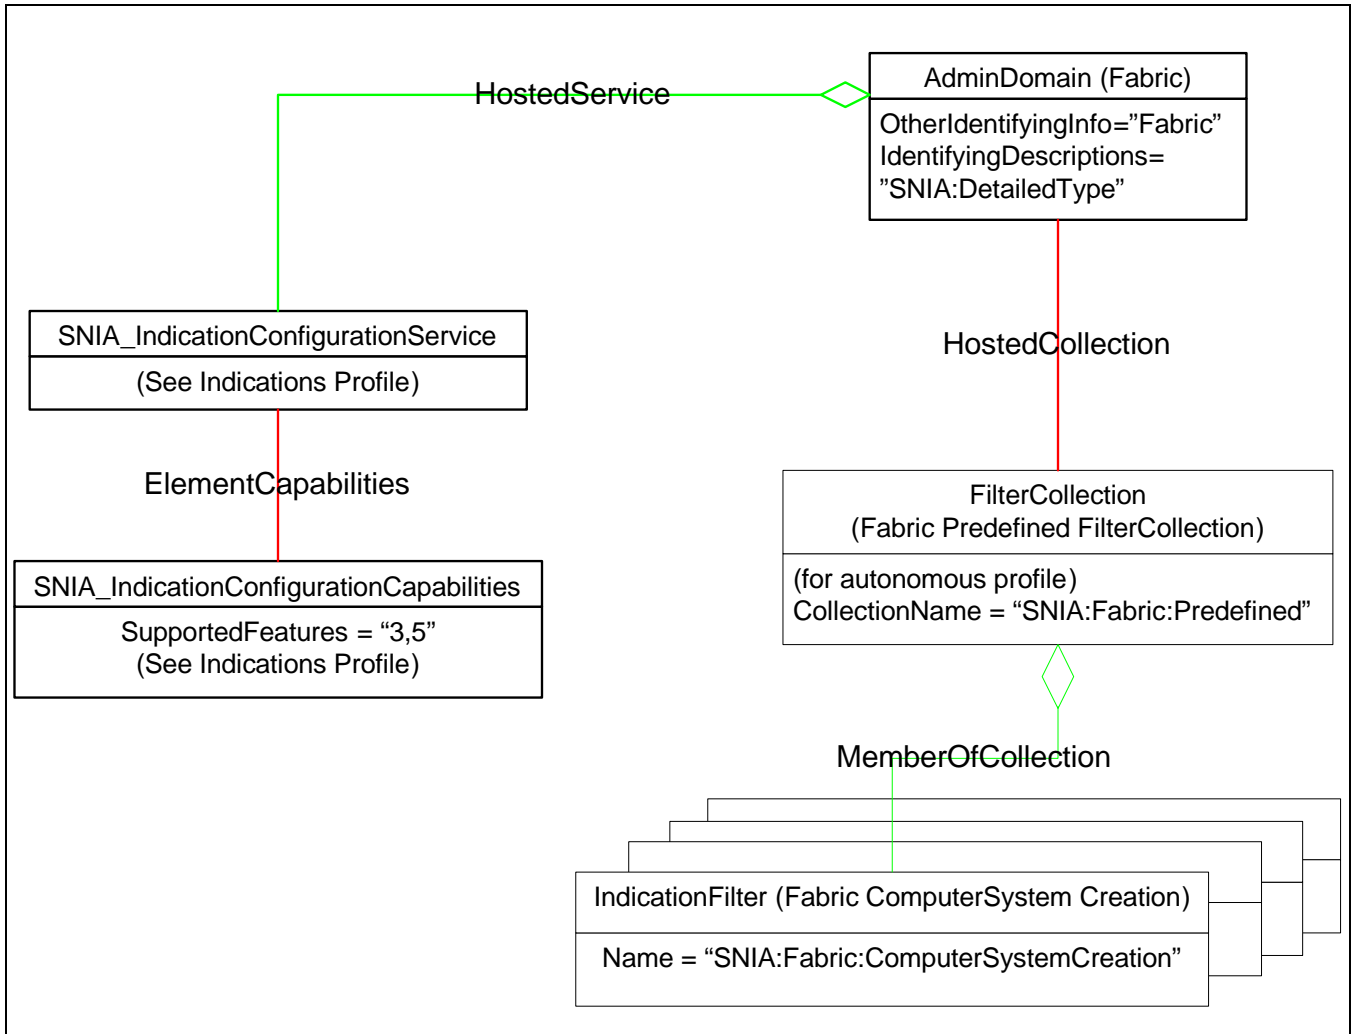 HostedService
AdminDomain (Fabric)
OtherIdentifyingInfo=”Fabric”
IdentifyingDescriptions=
”SNIA:DetailedType”
SNIA_IndicationConfigurationService
(See Indications Profile)
HostedCollection
ElementCapabilities
FilterCollection
(Fabric Predefined FilterCollection)
(for autonomous profile)
CollectionName = “SNIA:Fabric:Predefined”
SNIA_IndicationConfigurationCapabilities
SupportedFeatures = “3,5”
(See Indications Profile)
MemberOfCollection
IndicationFilter (Fabric ComputerSystem Creation)
Name = “SNIA:Fabric:ComputerSystemCreation”